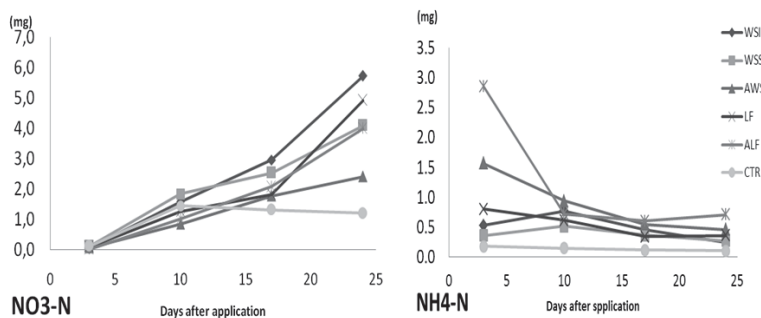 (mg)
7,0
6,0
5,0
4,0
3,0
2,0
1,0
0,0
0 5 10 15 20 25
NO3-N
Days after application
(mg)
3.5
3.0
2.5
2.0
1.5
1.0
0.5
0.0
0 5 10 15 20 25
NH4-N
Days after spplication
WSI
WSS
AWS
LF
ALF
CTR